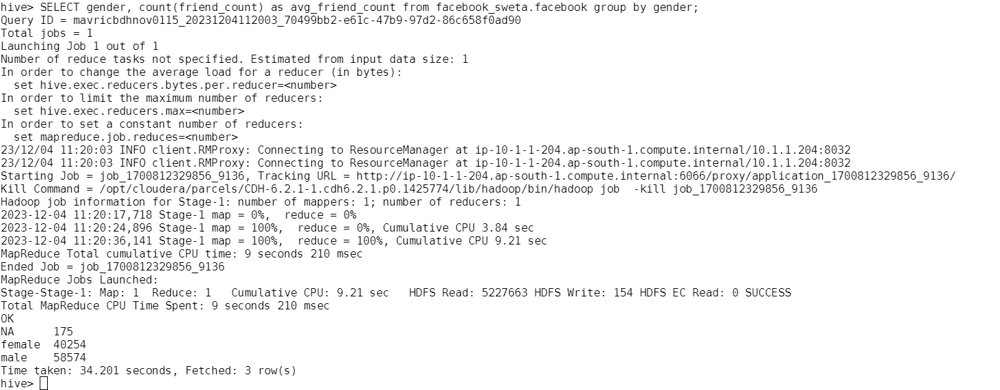 hive> SELECT gender, count(friend_count) as avg_friend_count from facebook_sweta.facebook group by gender;
Query ID = mavricbdhnov0115_20231204112003_70499bb2-e61c-47b9-97d2-86c658f0ad90
Total jobs = 1
Launching Job 1 out of 1
Number of reduce tasks not specified. Estimated from input data size: 1
In order to change the average load for a reducer (in bytes):
  set hive.exec.reducers.bytes.per.reducer=<number>
In order to limit the maximum number of reducers:
  set hive.exec.reducers.max=<number>
In order to set a constant number of reducers:
  set mapreduce.job.reduces=<number>
23/12/04 11:20:03 INFO client.RMProxy: Connecting to ResourceManager at ip-10-1-1-204.ap-south-1.compute.internal/10.1.1.204:8032
23/12/04 11:20:03 INFO client.RMProxy: Connecting to ResourceManager at ip-10-1-1-204.ap-south-1.compute.internal/10.1.1.204:8032
Starting Job = job_1700812329856_9136, Tracking URL = http://ip-10-1-1-204.ap-south-1.compute.internal:6066/proxy/application_1700812329856_9136/
Kill Command = /opt/cloudera/parcels/CDH-6.2.1-1.cdh6.2.1.p0.1425774/lib/hadoop/bin/hadoop job  -kill job_1700812329856_9136
Hadoop job information for Stage-1: number of mappers: 1; number of reducers: 1
2023-12-04 11:20:17,718 Stage-1 map = 0%,  reduce = 0%
2023-12-04 11:20:24,896 Stage-1 map = 100%,  reduce = 0%, Cumulative CPU 3.84 sec
2023-12-04 11:20:36,141 Stage-1 map = 100%,  reduce = 100%, Cumulative CPU 9.21 sec
MapReduce Total cumulative CPU time: 9 seconds 210 msec
Ended Job = job_1700812329856_9136
MapReduce Jobs Launched:
Stage-Stage-1: Map: 1  Reduce: 1   Cumulative CPU: 9.21 sec   HDFS Read: 5227663 HDFS Write: 154 HDFS EC Read: 0 SUCCESS
Total MapReduce CPU Time Spent: 9 seconds 210 msec
OK
NA      175
female  40254
male    58574
Time taken: 34.201 seconds, Fetched: 3 row(s)
hive>